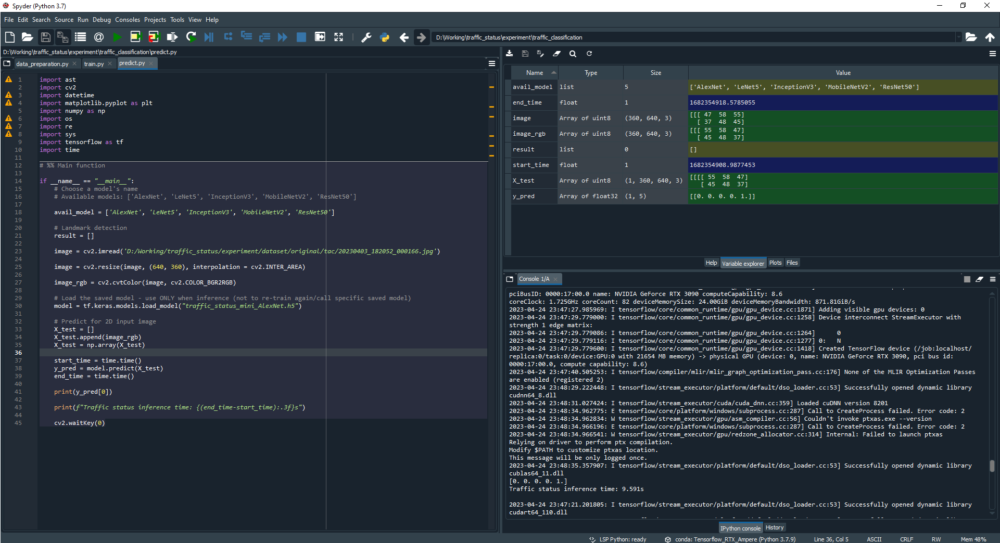 Spyder (Python 3.7)
File Edit Search Source Run Debug Consoles Projects Tools View Help
D:\Working\traffic_status\experiment\traffic_classification
D:\Working\traffic_status\experiment\traffic_classification\predict.py
data_preparation.py train.py predict.py
1 import ast
2 import cv2
3 import datetime
4 import matplotlib.pyplot as plt
5 import numpy as np
6 import os
7 import re
8 import sys
9 import tensorflow as tf
10 import time
11
12 # %% Main function
13
14 if __name__ == "__main__":
15 # Choose a model's name
16 # Available models: ['AlexNet', 'LeNet5', 'InceptionV3', 'MobileNetV2', 'ResNet50']
17
18 avail_model = ['AlexNet', 'LeNet5', 'InceptionV3', 'MobileNetV2', 'ResNet50']
19
20 # Landmark detection
21 result = []
22
23 image = cv2.imread('D:/Working/traffic_status/experiment/dataset/original/tac/20230403_182052_000166.jpg')
24
25 image = cv2.resize(image, (640, 360), interpolation = cv2.INTER_AREA)
26
27 image_rgb = cv2.cvtColor(image, cv2.COLOR_BGR2RGB)
28
29 # Load the saved model - use ONLY when inference (not to re-train again/call specific saved model)
30 model = tf.keras.models.load_model("traffic_status_mini_AlexNet.h5")
31
32 # Predict for 2D input image
33 X_test = []
34 X_test.append(image_rgb)
35 X_test = np.array(X_test)
36
37 start_time = time.time()
38 y_pred = model.predict(X_test)
39 end_time = time.time()
40
41 print(y_pred[0])
42
43 print(f"Traffic status inference time: {(end_time-start_time):.3f}s")
44
45 cv2.waitKey(0)
Name Type Size Value
avail_model list 5 ['AlexNet', 'LeNet5', 'InceptionV3', 'MobileNetV2', 'ResNet50']
end_time float 1 1682354918.5785055
image Array of uint8 (360, 640, 3) [[[ 47 58 55]
[ 37 48 45]
image_rgb Array of uint8 (360, 640, 3) [[[ 55 58 47]
[ 45 48 37]
result list 0 []
start_time float 1 1682354908.9877453
X_test Array of uint8 (1, 360, 640, 3) [[[[ 55 58 47]
[ 45 48 37]
y_pred Array of float32 (1, 5) [[0. 0. 0. 0. 1.]]
Help Variable explorer Plots Files
Console 1/A
pciBusID: 0000:17:00.0 name: NVIDIA GeForce RTX 3090 computeCapability: 8.6
coreClock: 1.725GHz coreCount: 82 deviceMemorySize: 24.00GiB deviceMemoryBandwidth: 871.81GiB/s
2023-04-24 23:47:27.985969: I tensorflow/core/common_runtime/gpu/gpu_device.cc:1871] Adding visible gpu devices: 0
2023-04-24 23:47:29.779000: I tensorflow/core/common_runtime/gpu/gpu_device.cc:1258] Device interconnect StreamExecutor with
strength 1 edge matrix:
2023-04-24 23:47:29.779086: I tensorflow/core/common_runtime/gpu/gpu_device.cc:1264] 0
2023-04-24 23:47:29.779116: I tensorflow/core/common_runtime/gpu/gpu_device.cc:1277] 0: N
2023-04-24 23:47:29.779600: I tensorflow/core/common_runtime/gpu/gpu_device.cc:1418] Created TensorFlow device (/job:localhost/
replica:0/task:0/device:GPU:0 with 21654 MB memory) -> physical GPU (device: 0, name: NVIDIA GeForce RTX 3090, pci bus id:
0000:17:00.0, compute capability: 8.6)
2023-04-24 23:47:40.505253: I tensorflow/compiler/mlir/mlir_graph_optimization_pass.cc:176] None of the MLIR Optimization Passes
are enabled (registered 2)
2023-04-24 23:48:29.222448: I tensorflow/stream_executor/platform/default/dso_loader.cc:53] Successfully opened dynamic library
cudnn64_8.dll
2023-04-24 23:48:31.027424: I tensorflow/stream_executor/cuda/cuda_dnn.cc:359] Loaded cuDNN version 8201
2023-04-24 23:48:34.962775: E tensorflow/core/platform/windows/subprocess.cc:287] Call to CreateProcess failed. Error code: 2
2023-04-24 23:48:34.962834: W tensorflow/stream_executor/gpu/asm_compiler.cc:56] Couldn't invoke ptxas.exe --version
2023-04-24 23:48:34.966196: E tensorflow/core/platform/windows/subprocess.cc:287] Call to CreateProcess failed. Error code: 2
2023-04-24 23:48:34.966541: W tensorflow/stream_executor/gpu/redzone_allocator.cc:314] Internal: Failed to launch ptxas
Relying on driver to perform ptx compilation.
Modify $PATH to customize ptxas location.
This message will be only logged once.
2023-04-24 23:48:35.357907: I tensorflow/stream_executor/platform/default/dso_loader.cc:53] Successfully opened dynamic library
cublas64_11.dll
[0. 0. 0. 0. 1.]
Traffic status inference time: 9.591s
2023-04-24 23:47:21.201805: I tensorflow/stream_executor/platform/default/dso_loader.cc:53] Successfully opened dynamic library
cudart64_110.dll
IPython console History
LSP Python: ready conda: Tensorflow_RTX_Ampere (Python 3.7.9) Line 36, Col 5 ASCII CRLF RW Mem 48%